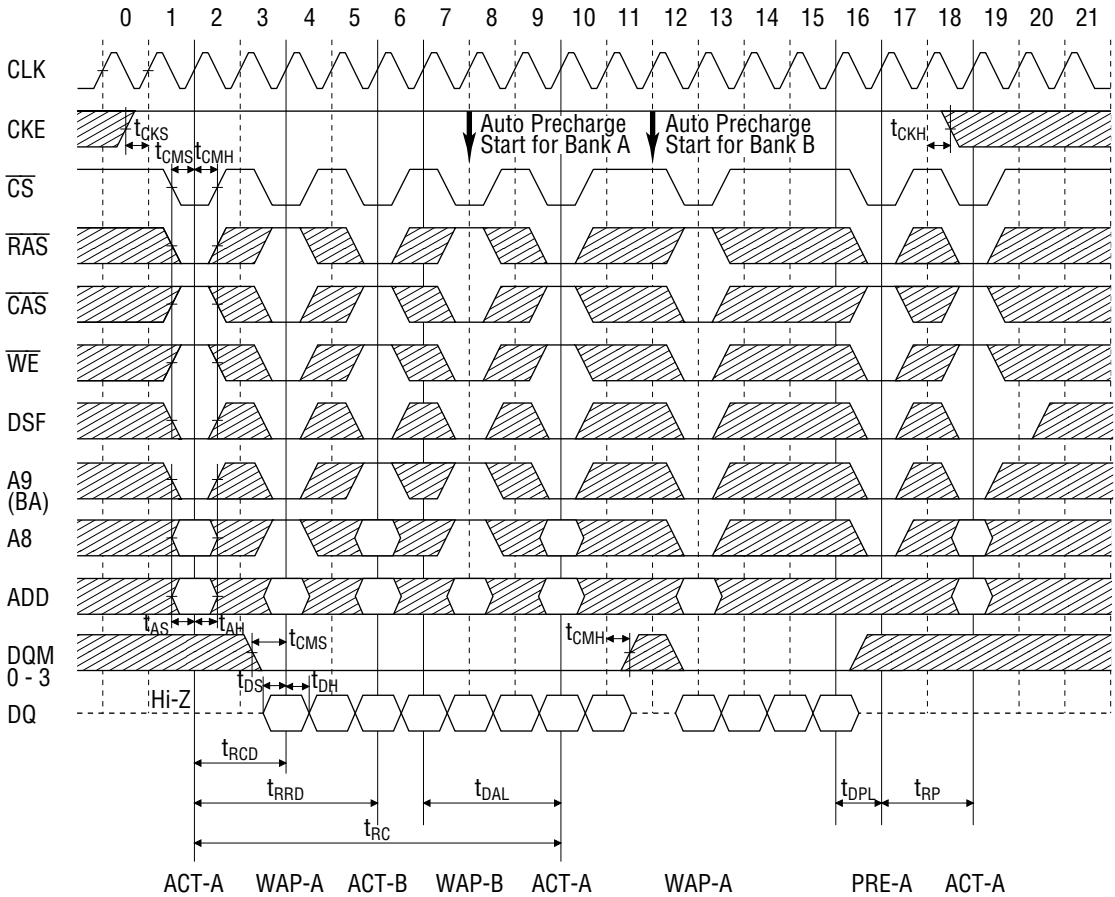 0 1 2 3 4 5 6 7 8 9 10 11 12 13 14 15 16 17 18 19 20 21
CLK
CKE
tCKS
Auto Precharge
Start for Bank A
Auto Precharge
Start for Bank B
tCKH
tCMS tCMH
CS
RAS
CAS
WE
DSF
A9
(BA)
A8
ADD
tAS tAH
DQM
0 - 3
tCMS
tCMH
tDS tDH
DQ
Hi-Z
tRCD
tRRD
tDAL
tDPL
tRP
tRC
ACT-A WAP-A ACT-B WAP-B ACT-A WAP-A PRE-A ACT-A